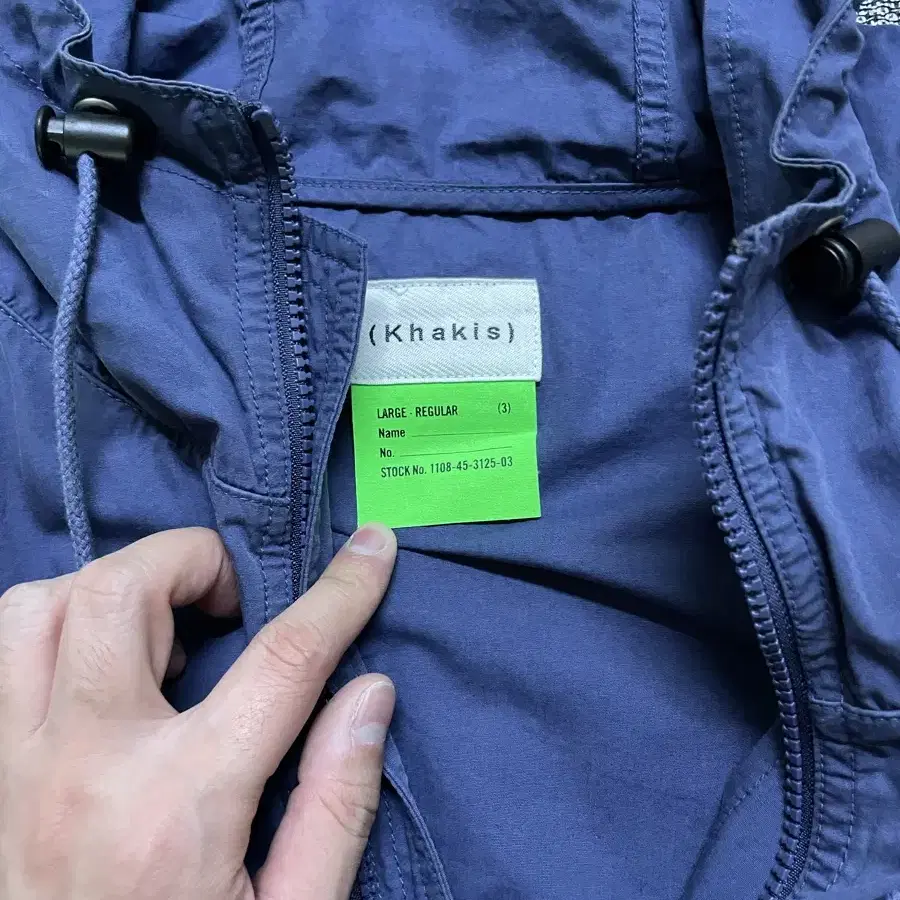 (Khakis)
LARGE - REGULAR (3)
Name
No.
STOCK No. 1108-45-3125-03